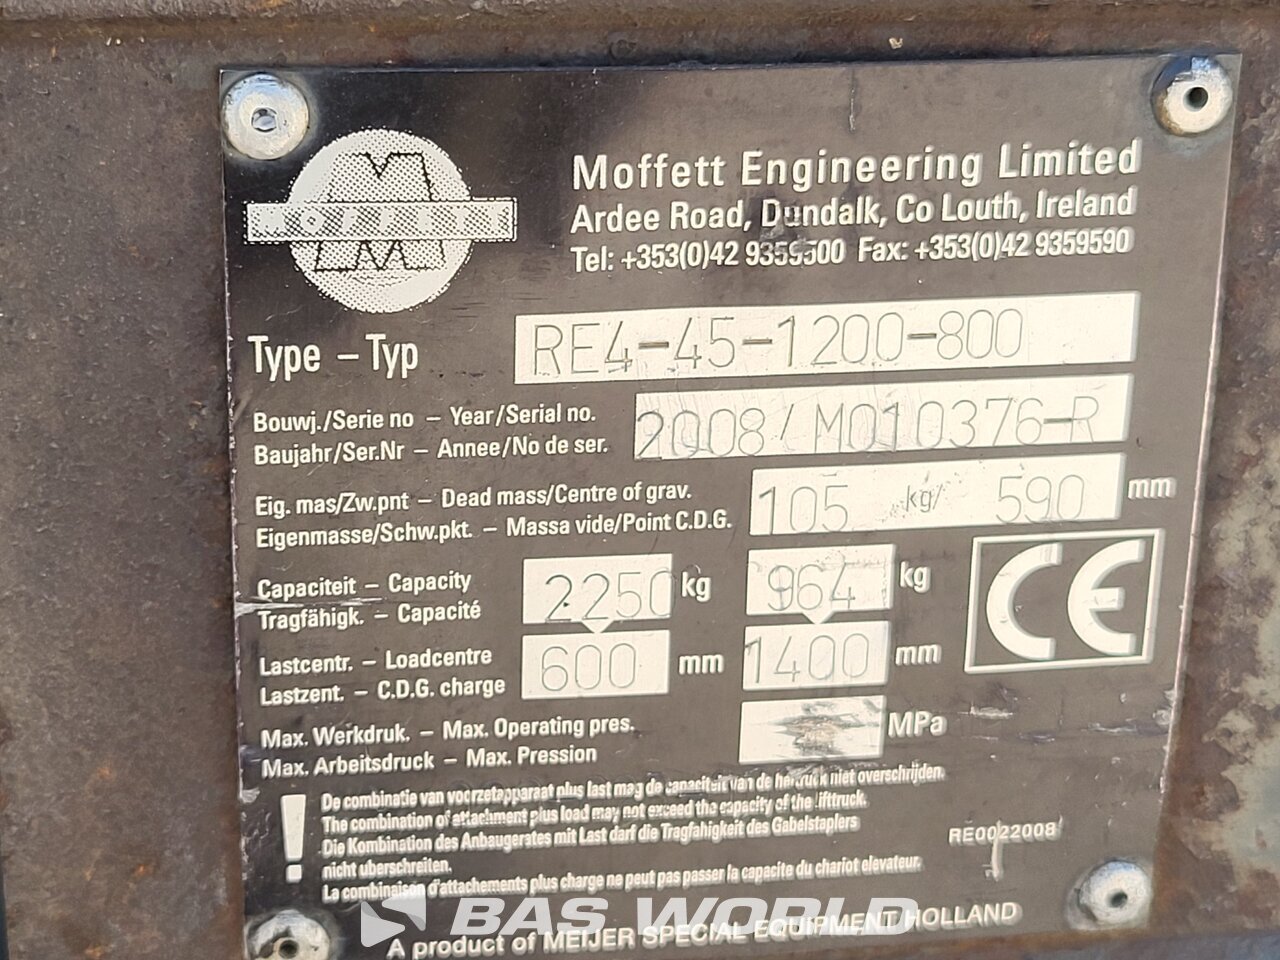 MOFFETT
Moffett Engineering Limited
Ardee Road, Dundalk, Co Louth, Ireland
Tel: +353(0)42 9359500 Fax: +353(0)42 9359590
Type – Typ RE4-45-1200-800
Bouwj./Serie no – Year/Serial no. 2008/M010376-R
Baujahr/Ser.Nr – Annee/No de ser.
Eig. mas/Zw.pnt – Dead mass/Centre of grav. 105 kg/ 590 mm
Eigenmasse/Schw.pkt. – Massa vide/Point C.D.G.
Capaciteit – Capacity 2250 kg 964 kg
Tragfähigk. – Capacité
Lastcentr. – Loadcentre 600 mm 1400 mm
Lastzent. – C.D.G. charge
Max. Werkdruk. – Max. Operating pres. MPa
Max. Arbeitsdruck – Max. Pression
CE
! De combinatie van voorzetapparaat plus last mag de capaciteit van de heftruck niet overschrijden.
The combination of attachment plus load may not exceed the capacity of the lifttruck.
Die Kombination des Anbaugerates mit Last darf die Tragfahigkeit des Gabelstaplers
nicht uberschreiten.
La combinaison d'attachements plus charge ne peut pas passer la capacite du chariot elevateur.
RE0022008
BAS WORLD
A product of MEIJER SPECIAL EQUIPMENT HOLLAND